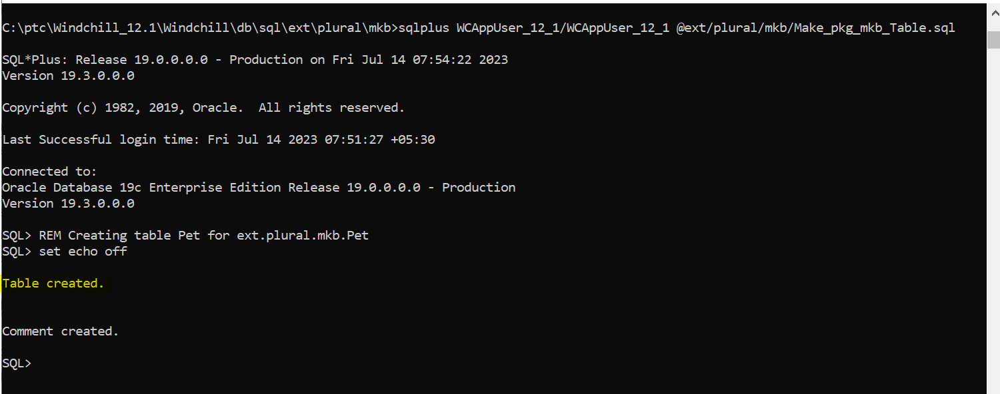 C:\ptc\Windchill_12.1\Windchill\db\sql\ext\plural\mkb>sqlplus WCAppUser_12_1/WCAppUser_12_1 @ext/plural/mkb/Make_pkg_mkb_Table.sql
SQL*Plus: Release 19.0.0.0.0 - Production on Fri Jul 14 07:54:22 2023
Version 19.3.0.0.0
Copyright (c) 1982, 2019, Oracle.  All rights reserved.
Last Successful login time: Fri Jul 14 2023 07:51:27 +05:30
Connected to:
Oracle Database 19c Enterprise Edition Release 19.0.0.0.0 - Production
Version 19.3.0.0.0
SQL> REM Creating table Pet for ext.plural.mkb.Pet
SQL> set echo off
Table created.
Comment created.
SQL>